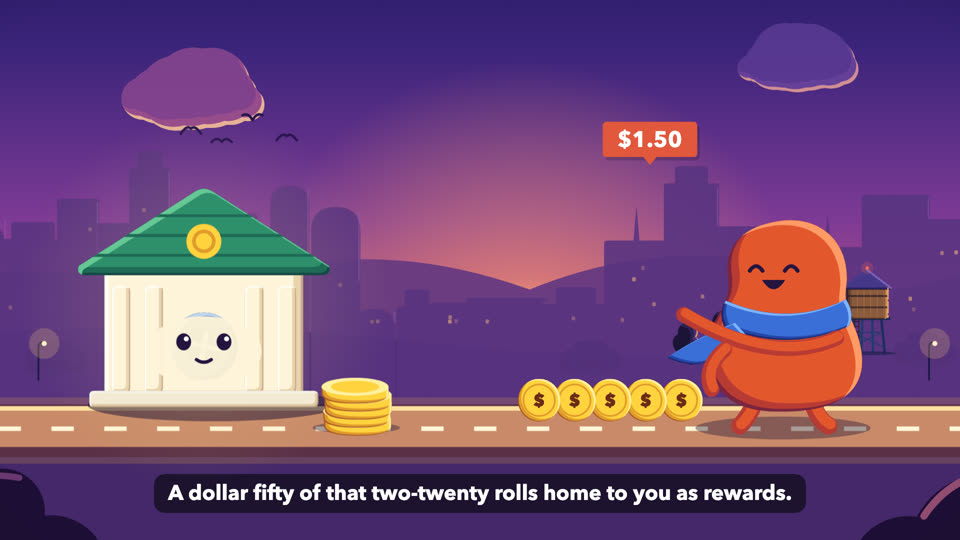 $1.50
$ $ $ $ $
A dollar fifty of that two-twenty rolls home to you as rewards.